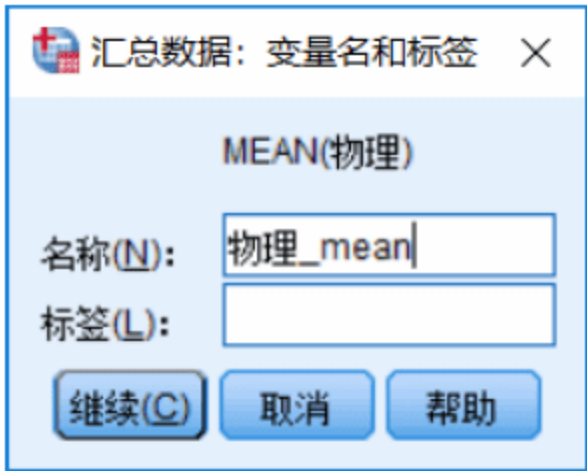 汇总数据：变量名和标签
MEAN(物理)
名称(N)：
物理_mean
标签(L)：
继续(C) 取消 帮助